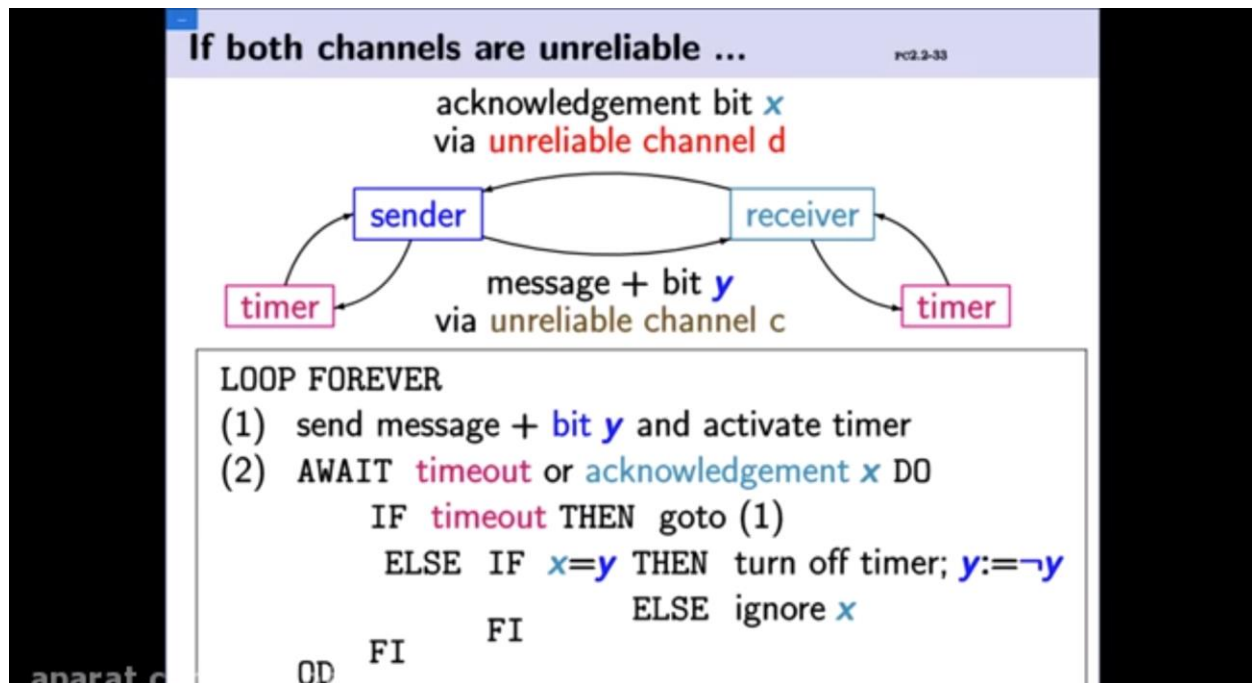 If both channels are unreliable ...
PC2.2-33
acknowledgement bit x
via unreliable channel d
sender
receiver
message + bit y
via unreliable channel c
timer
timer
LOOP FOREVER
(1) send message + bit y and activate timer
(2) AWAIT timeout or acknowledgement x DO
IF timeout THEN goto (1)
ELSE IF x=y THEN turn off timer; y:=¬y
ELSE ignore x
FI
FI
OD
aparat.c